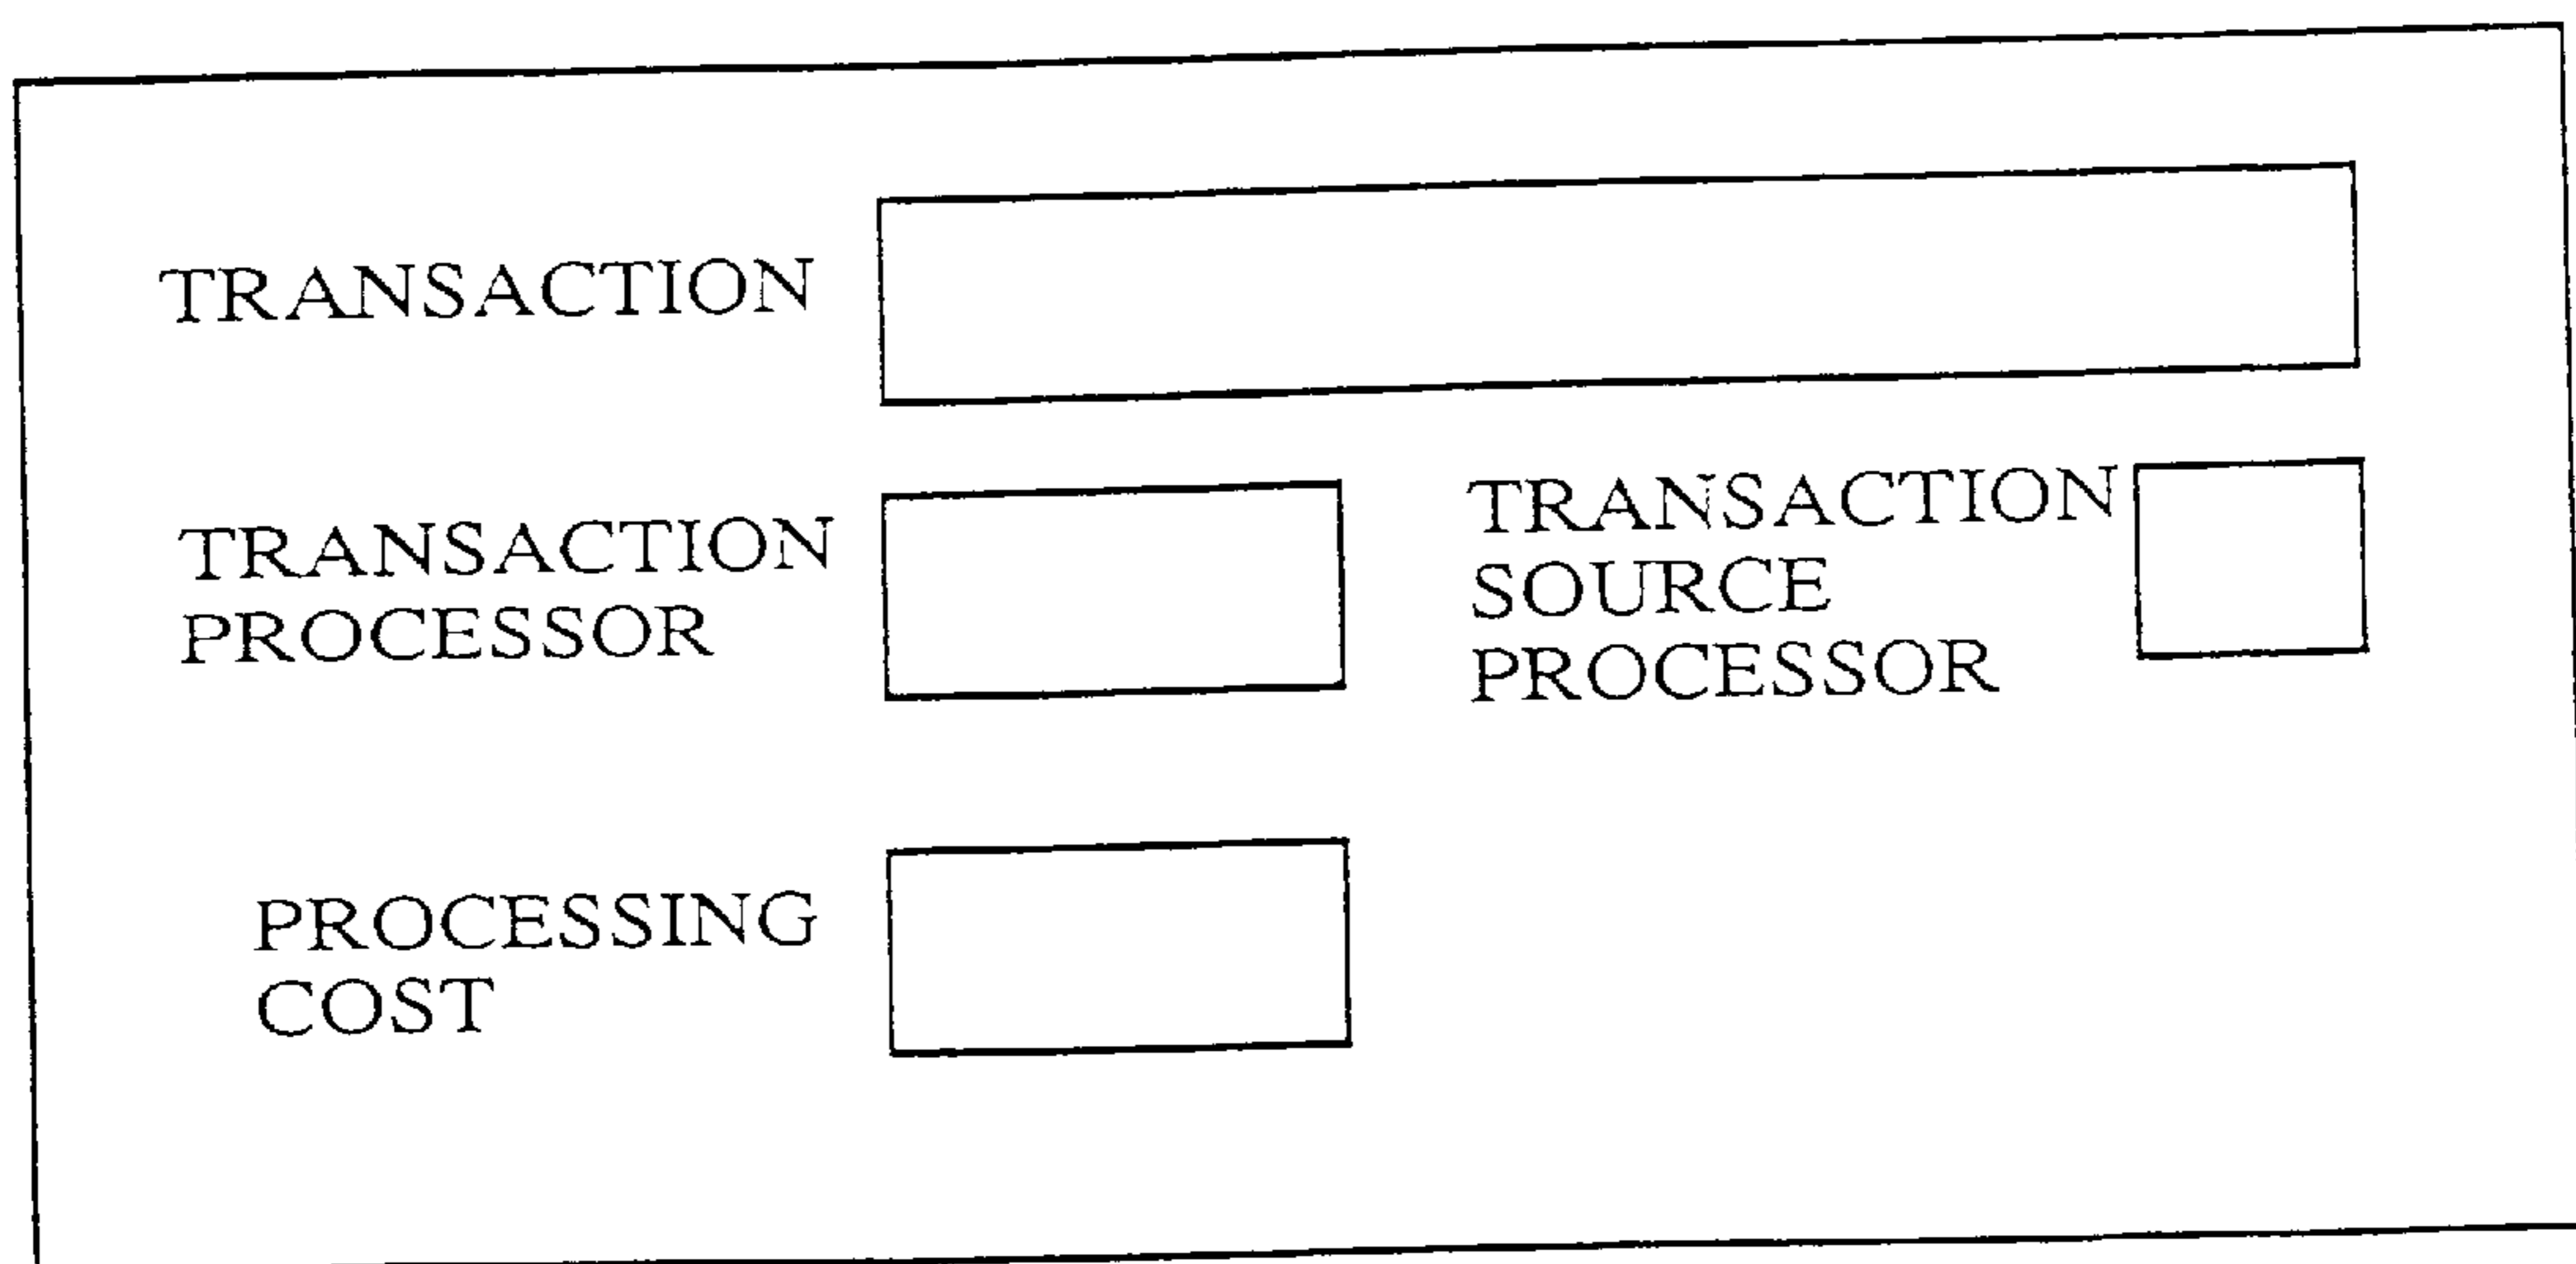 TRANSACTION
TRANSACTION
PROCESSOR
TRANSACTION
SOURCE
PROCESSOR
PROCESSING
COST